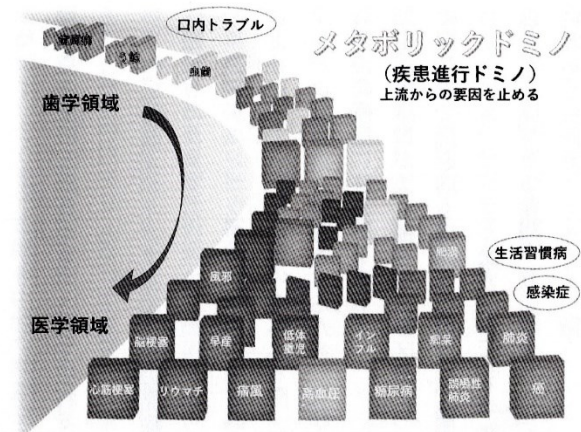 口内トラブル
歯周病
虫歯
メタボリックドミノ
(疾患進行ドミノ)
上流からの要因を止める
歯学領域
医学領域
肥満
生活習慣病
感染症
風邪
脳梗塞
早産
低体
重児
イン
フル
肺炎
心筋梗塞
リウマチ
痛風
高血圧
糖尿病
誤嚥性
肺炎
癌